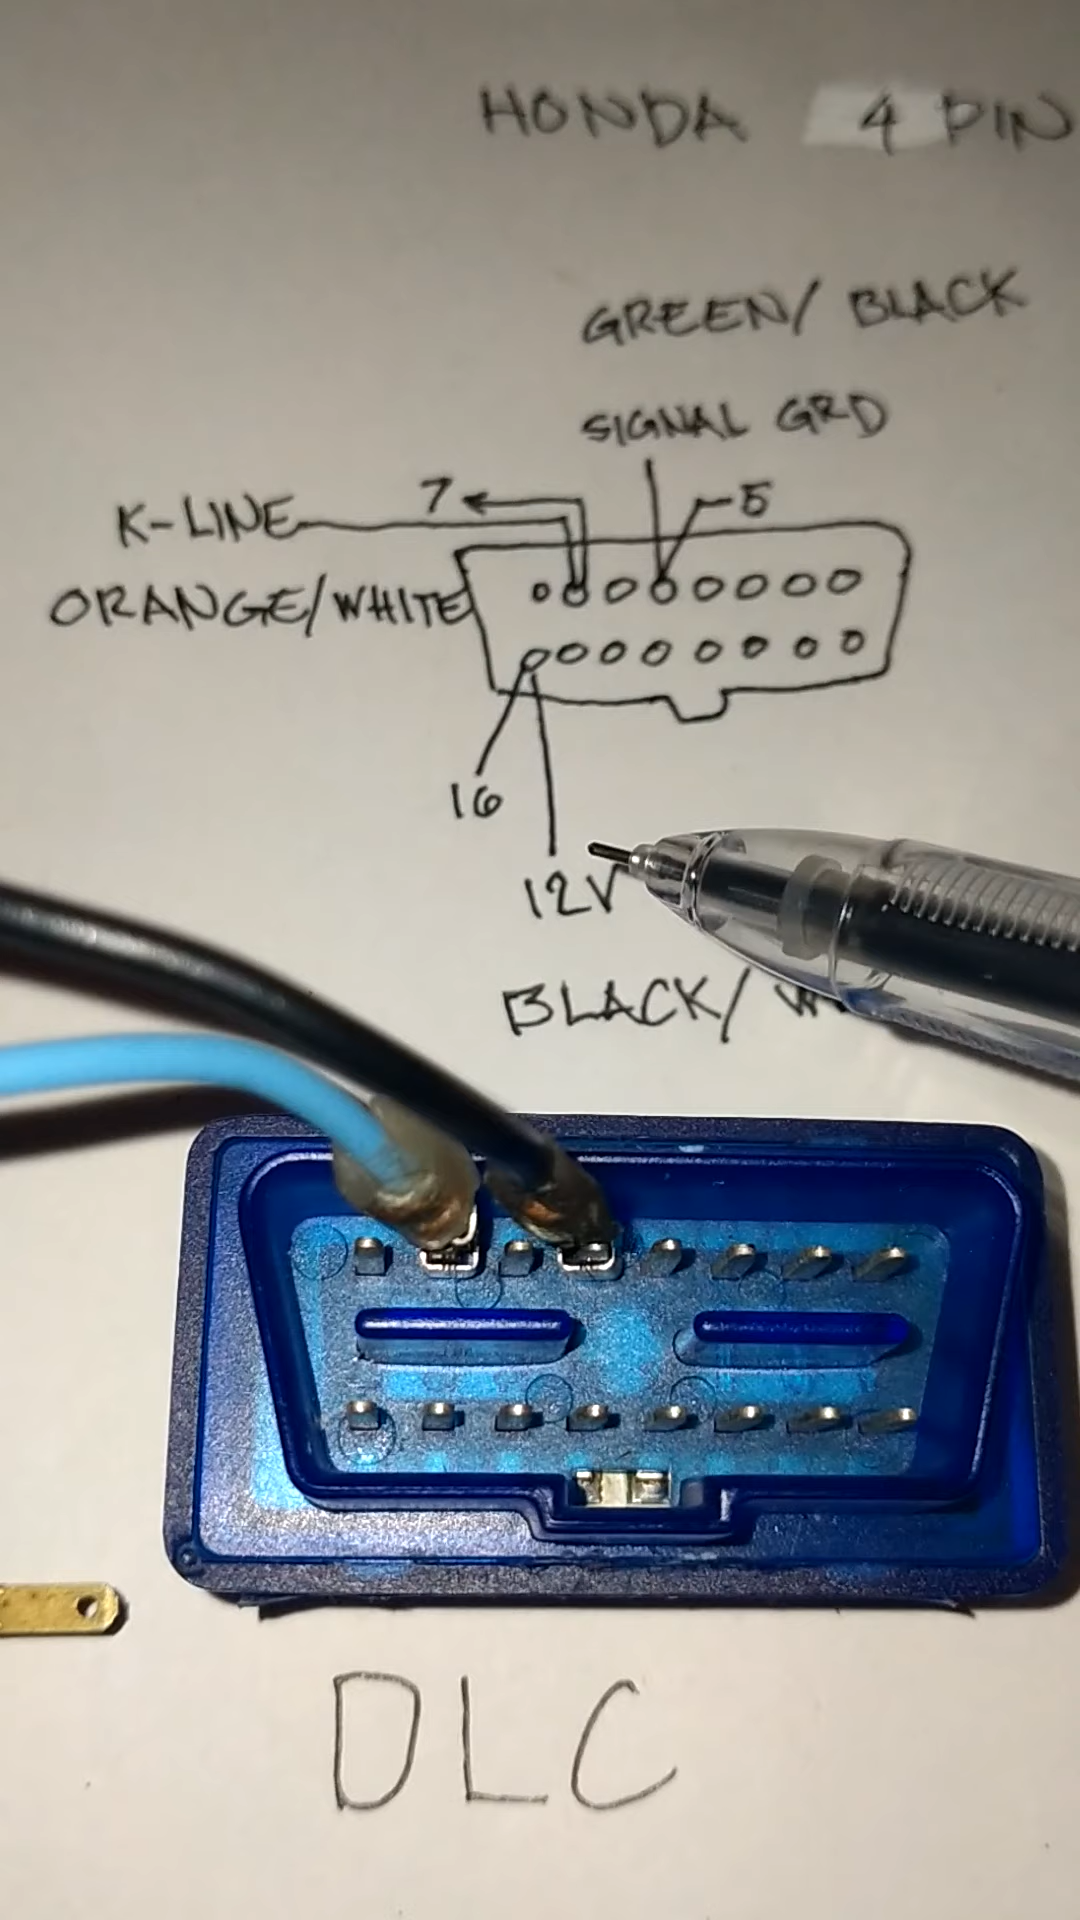 HONDA 4 PIN
GREEN/ BLACK
SIGNAL GRD
7
5
K-LINE
ORANGE/WHITE
16
12V
BLACK/
DLC